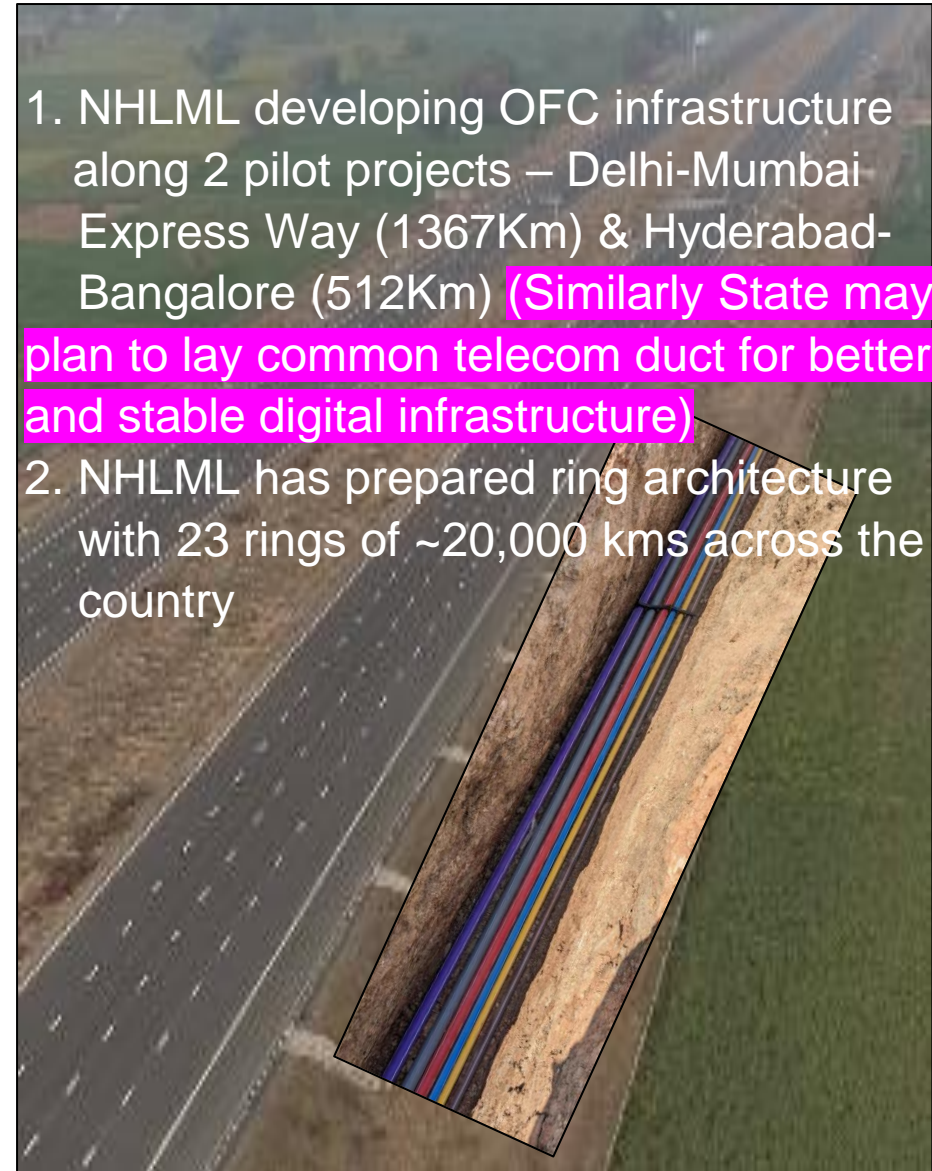 1. NHLML developing OFC infrastructure
along 2 pilot projects – Delhi-Mumbai
Express Way (1367Km) & Hyderabad-
Bangalore (512Km) (Similarly State may
plan to lay common telecom duct for better
and stable digital infrastructure)
2. NHLML has prepared ring architecture
with 23 rings of ~20,000 kms across the
country